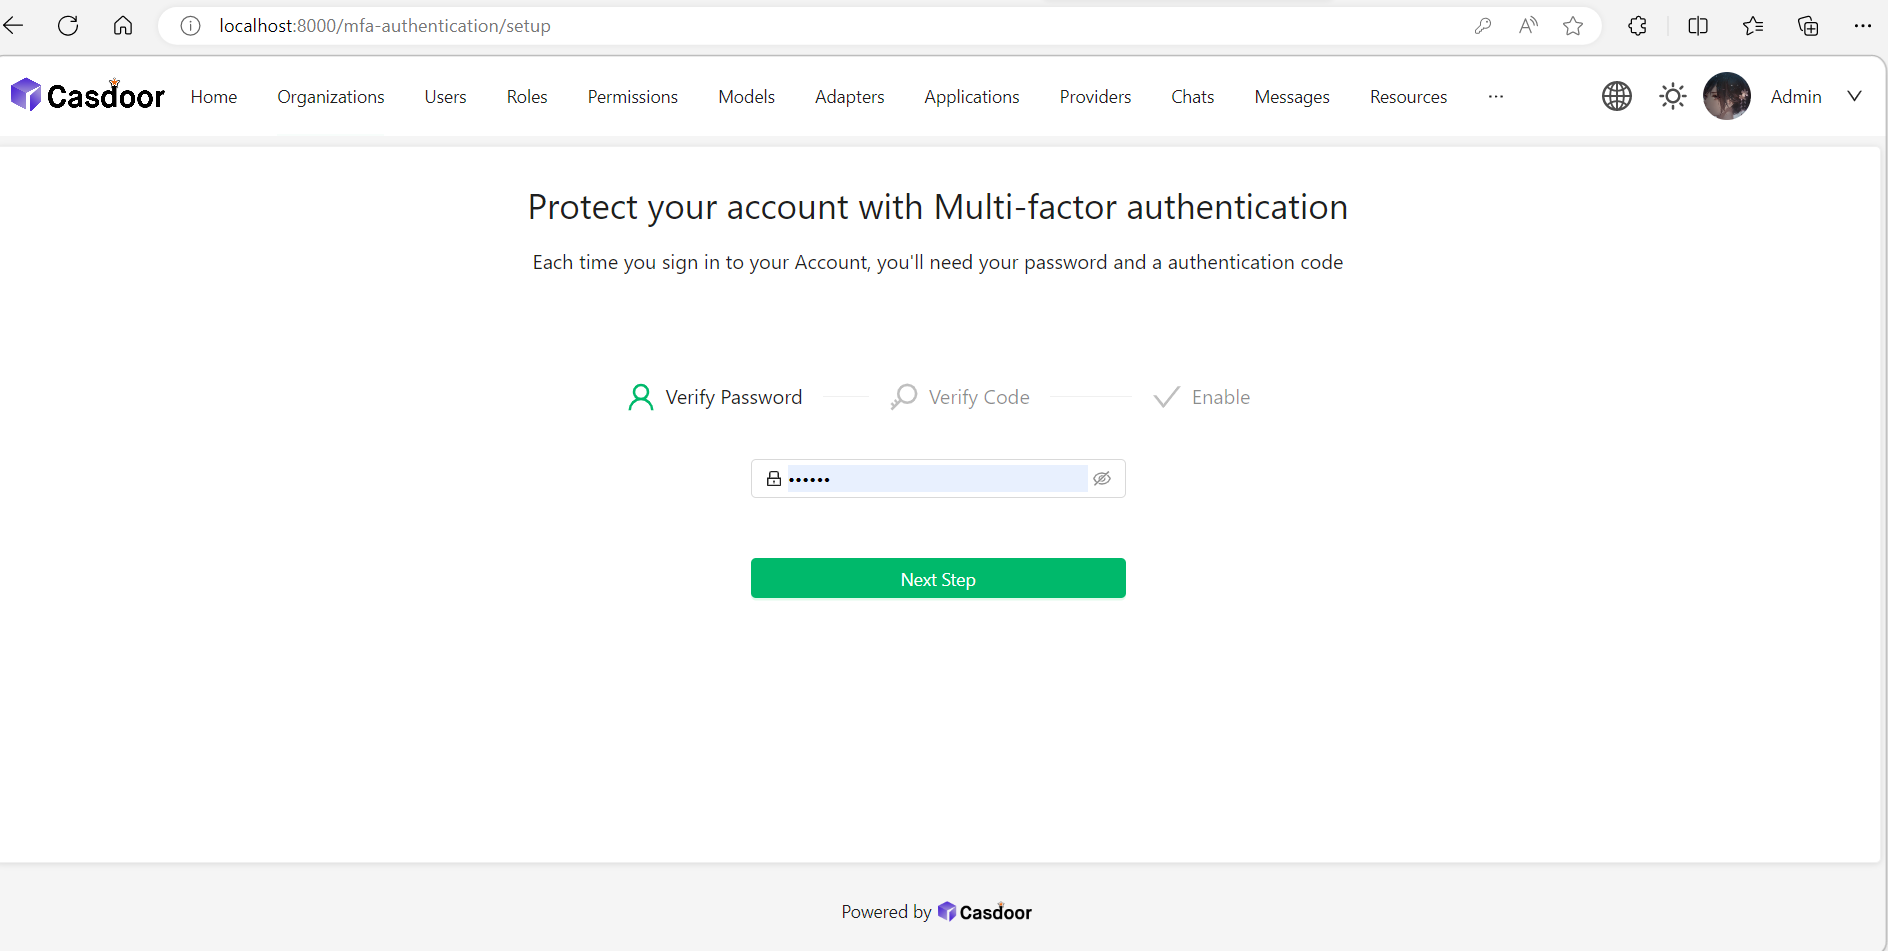 localhost:8000/mfa-authentication/setup
Casdoor Home Organizations Users Roles Permissions Models Adapters Applications Providers Chats Messages Resources ··· Admin
Protect your account with Multi-factor authentication
Each time you sign in to your Account, you'll need your password and a authentication code
Verify Password Verify Code Enable
••••••
Next Step
Powered by Casdoor